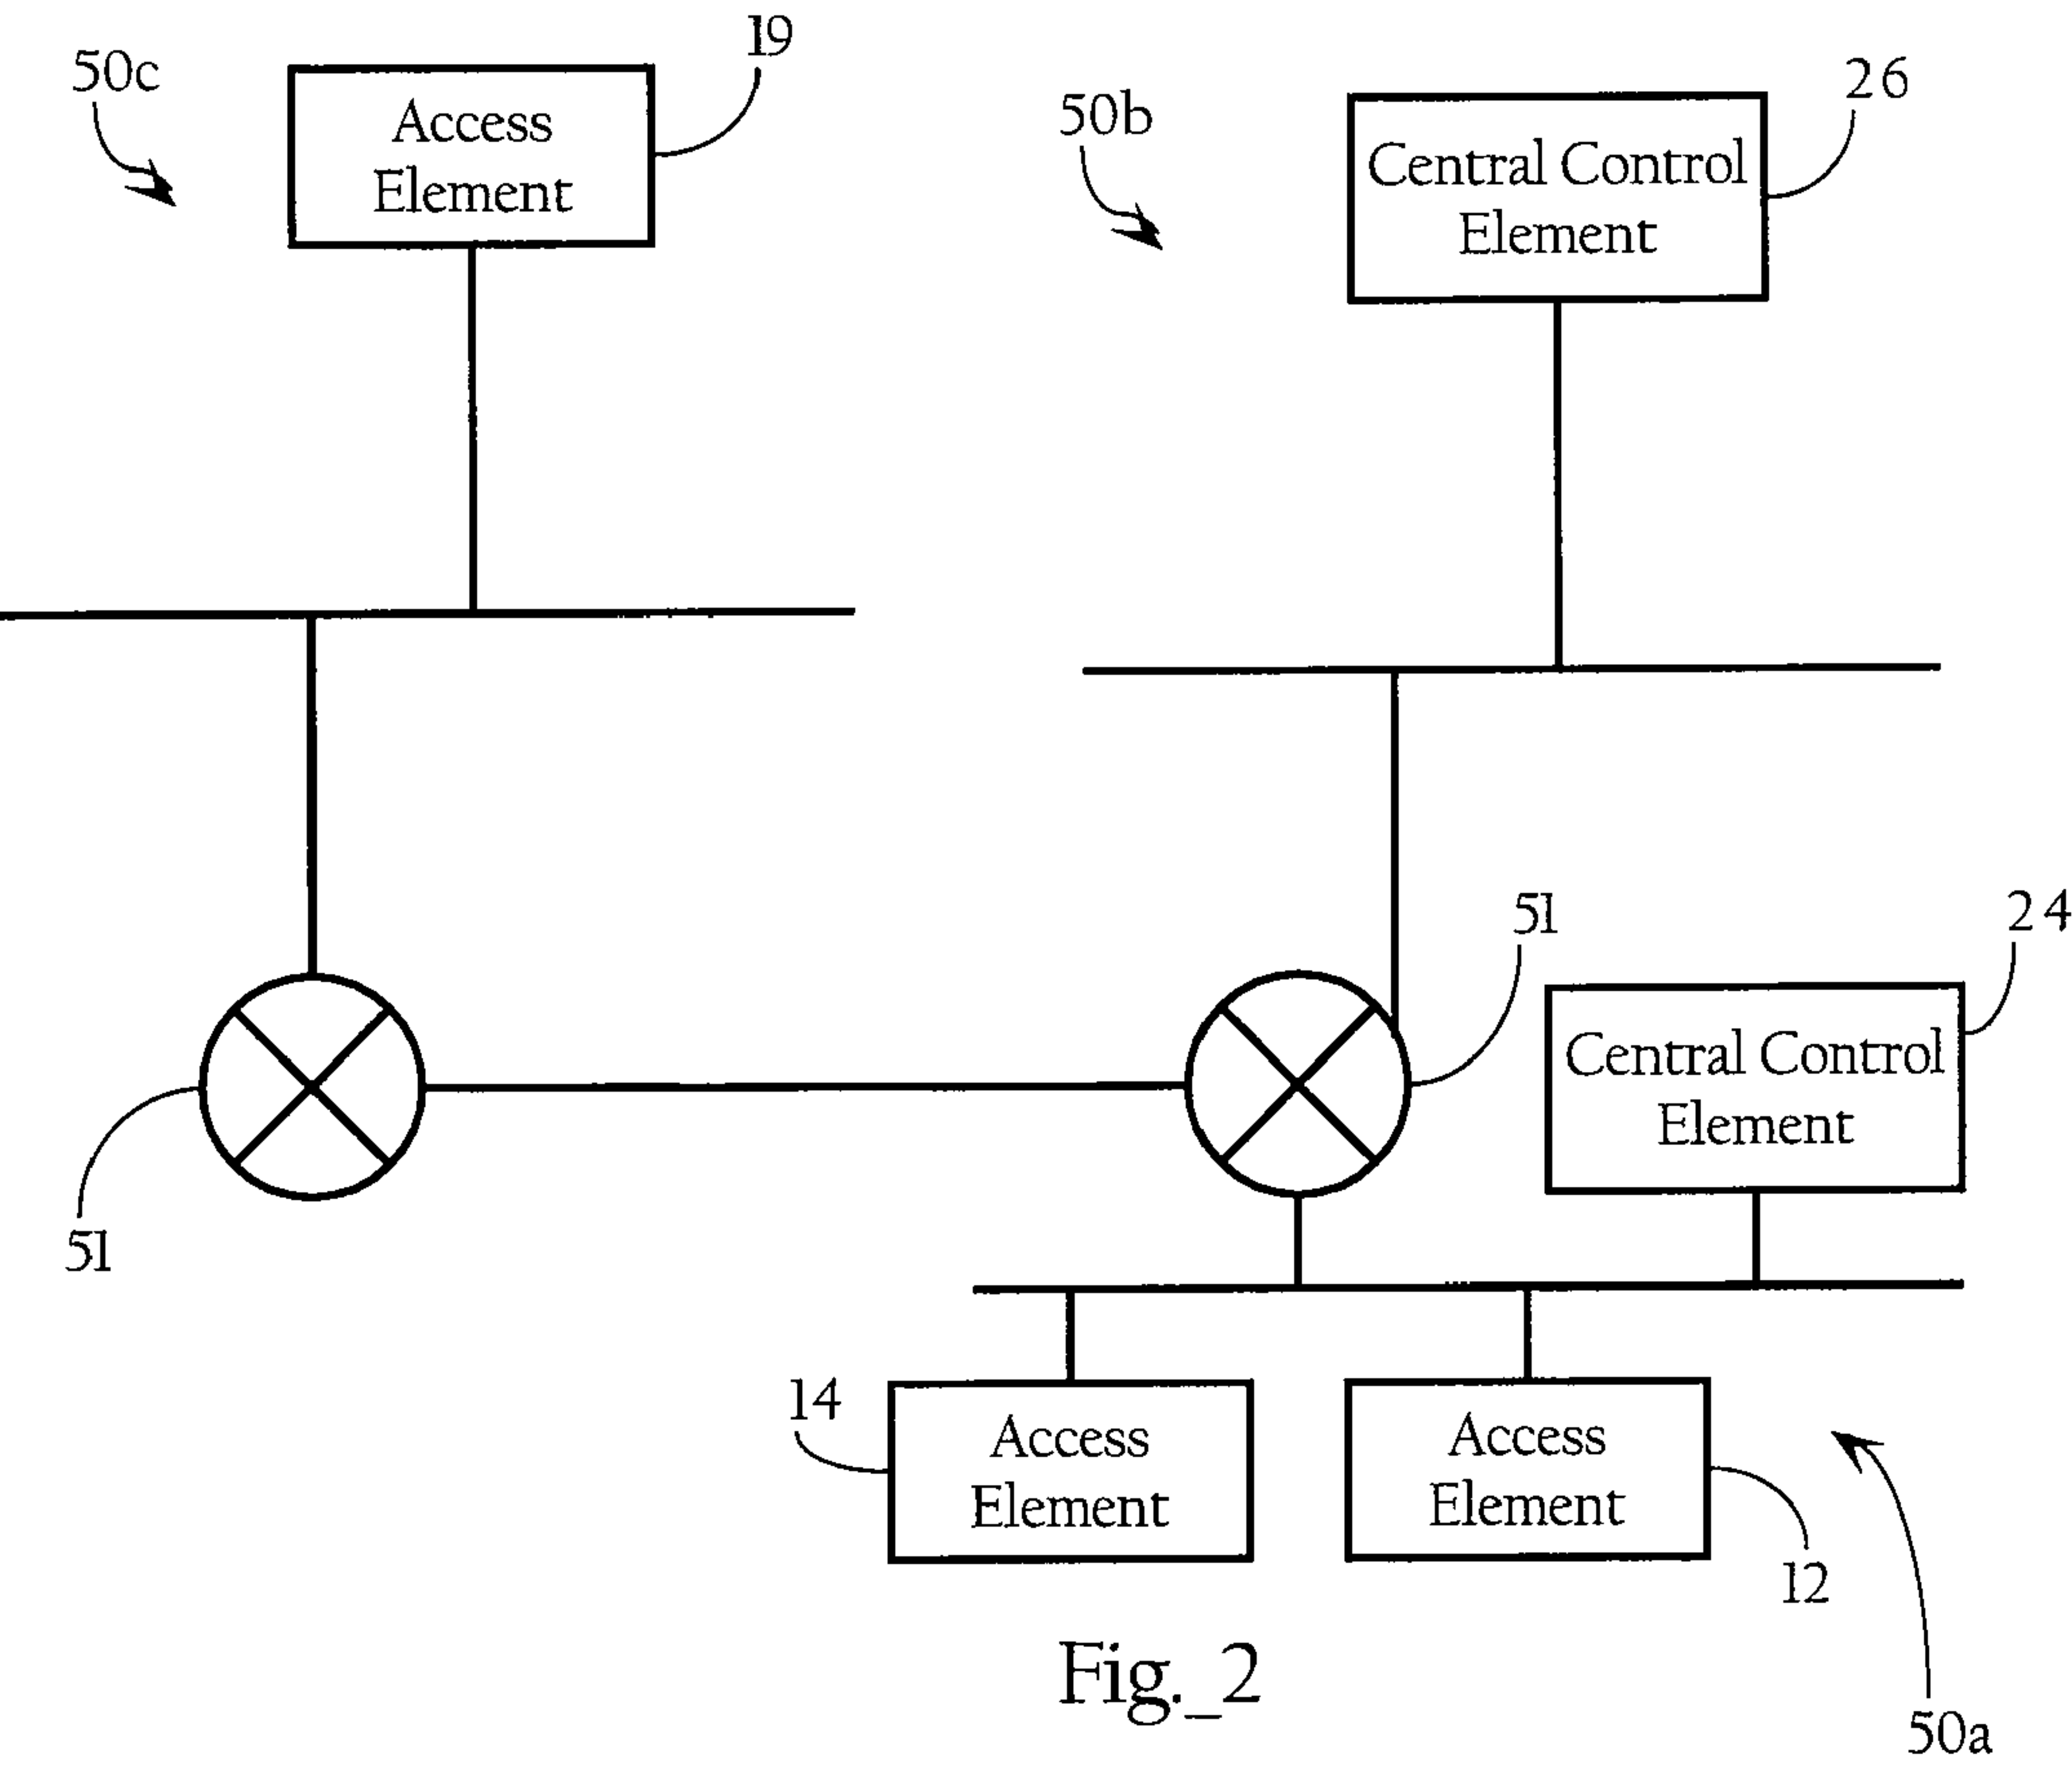 19
50c
Access
Element
26
50b
Central Control
Element
51
24
Central Control
Element
51
14
Access
Element
Access
Element
12
Fig._2
50a